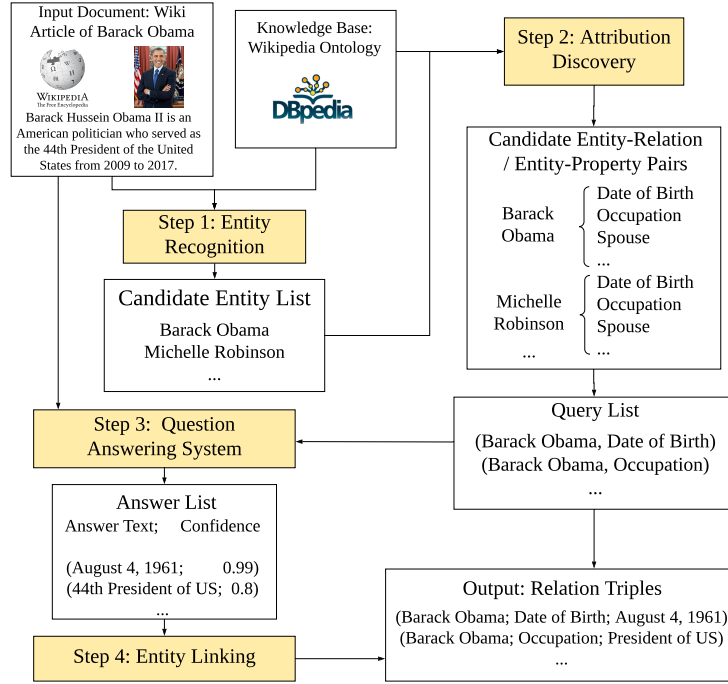 Input Document: Wiki
Article of Barack Obama
WIKIPEDIA
The Free Encyclopedia
Barack Hussein Obama II is an
American politician who served as
the 44th President of the United
States from 2009 to 2017.
Knowledge Base:
Wikipedia Ontology
DBpedia
Step 2: Attribution
Discovery
Candidate Entity-Relation
/ Entity-Property Pairs
Barack
Obama
Date of Birth
Occupation
Spouse
...
Michelle
Robinson
Date of Birth
Occupation
Spouse
...
...
Step 1: Entity
Recognition
Candidate Entity List
Barack Obama
Michelle Robinson
...
Query List
(Barack Obama, Date of Birth)
(Barack Obama, Occupation)
...
Step 3: Question
Answering System
Answer List
Answer Text; Confidence
(August 4, 1961; 0.99)
(44th President of US; 0.8)
...
Step 4: Entity Linking
Output: Relation Triples
(Barack Obama; Date of Birth; August 4, 1961)
(Barack Obama; Occupation; President of US)
...